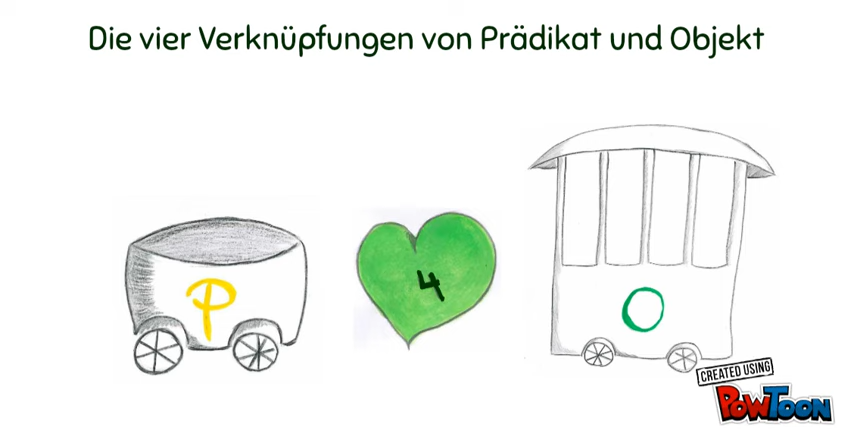 Die vier Verknüpfungen von Prädikat und Objekt
P
4
O
CREATED USING
POWTOON